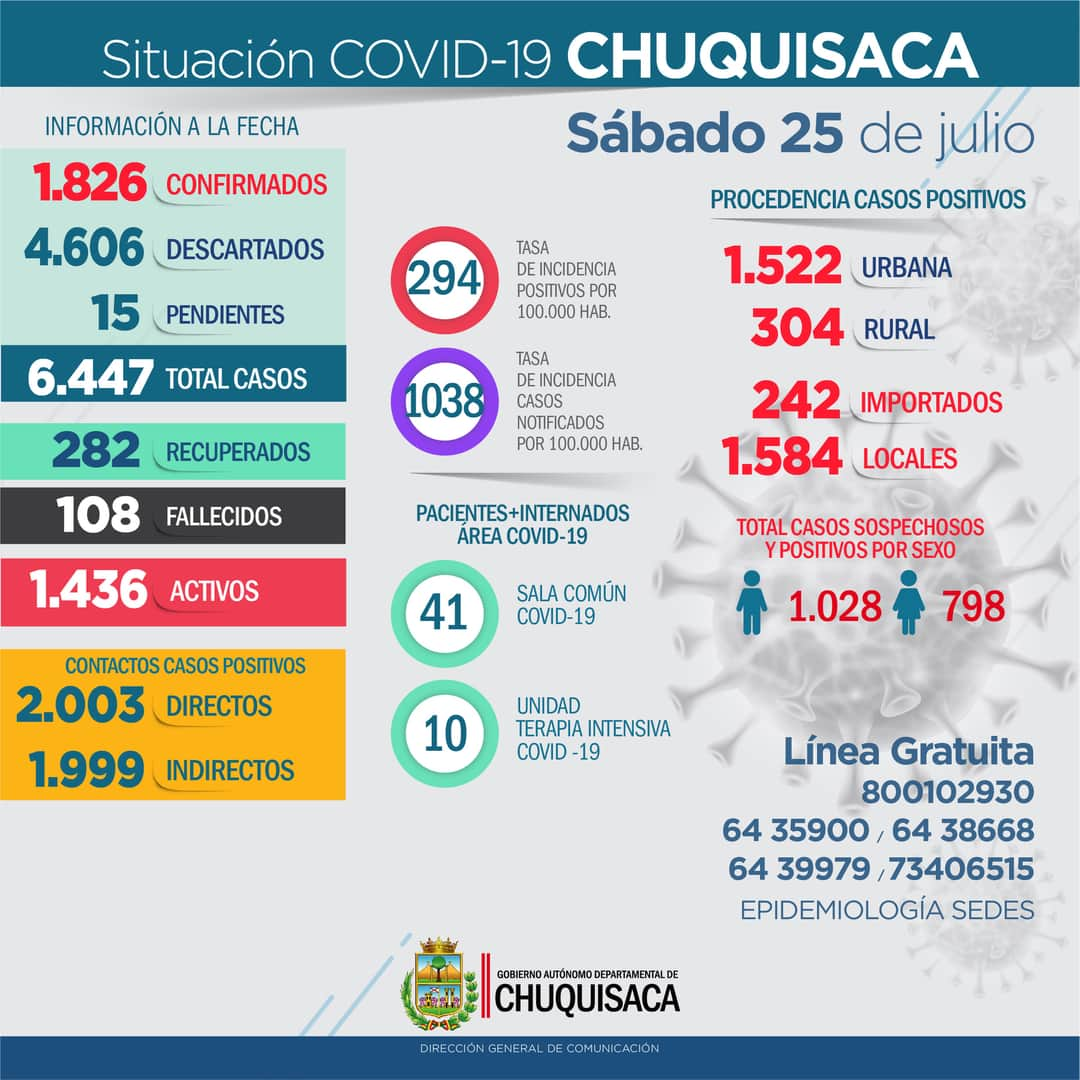 Situación COVID-19 CHUQUISACA
Sábado 25 de julio
INFORMACIÓN A LA FECHA
1.826 CONFIRMADOS
4.606 DESCARTADOS
15 PENDIENTES
6.447 TOTAL CASOS
282 RECUPERADOS
108 FALLECIDOS
1.436 ACTIVOS
CONTACTOS CASOS POSITIVOS
2.003 DIRECTOS
1.999 INDIRECTOS
294
TASA
DE INCIDENCIA
POSITIVOS POR
100.000 HAB.
1038
TASA
DE INCIDENCIA
CASOS
NOTIFICADOS
POR 100.000 HAB.
PACIENTES+INTERNADOS
ÁREA COVID-19
41
SALA COMÚN
COVID-19
10
UNIDAD
TERAPIA INTENSIVA
COVID -19
PROCEDENCIA CASOS POSITIVOS
1.522 URBANA
304 RURAL
242 IMPORTADOS
1.584 LOCALES
TOTAL CASOS SOSPECHOSOS
Y POSITIVOS POR SEXO
1.028 798
Línea Gratuita
800102930
64 35900 / 64 38668
64 39979 / 73406515
EPIDEMIOLOGÍA SEDES
GOBIERNO AUTÓNOMO DEPARTAMENTAL DE
CHUQUISACA
DIRECCIÓN GENERAL DE COMUNICACIÓN